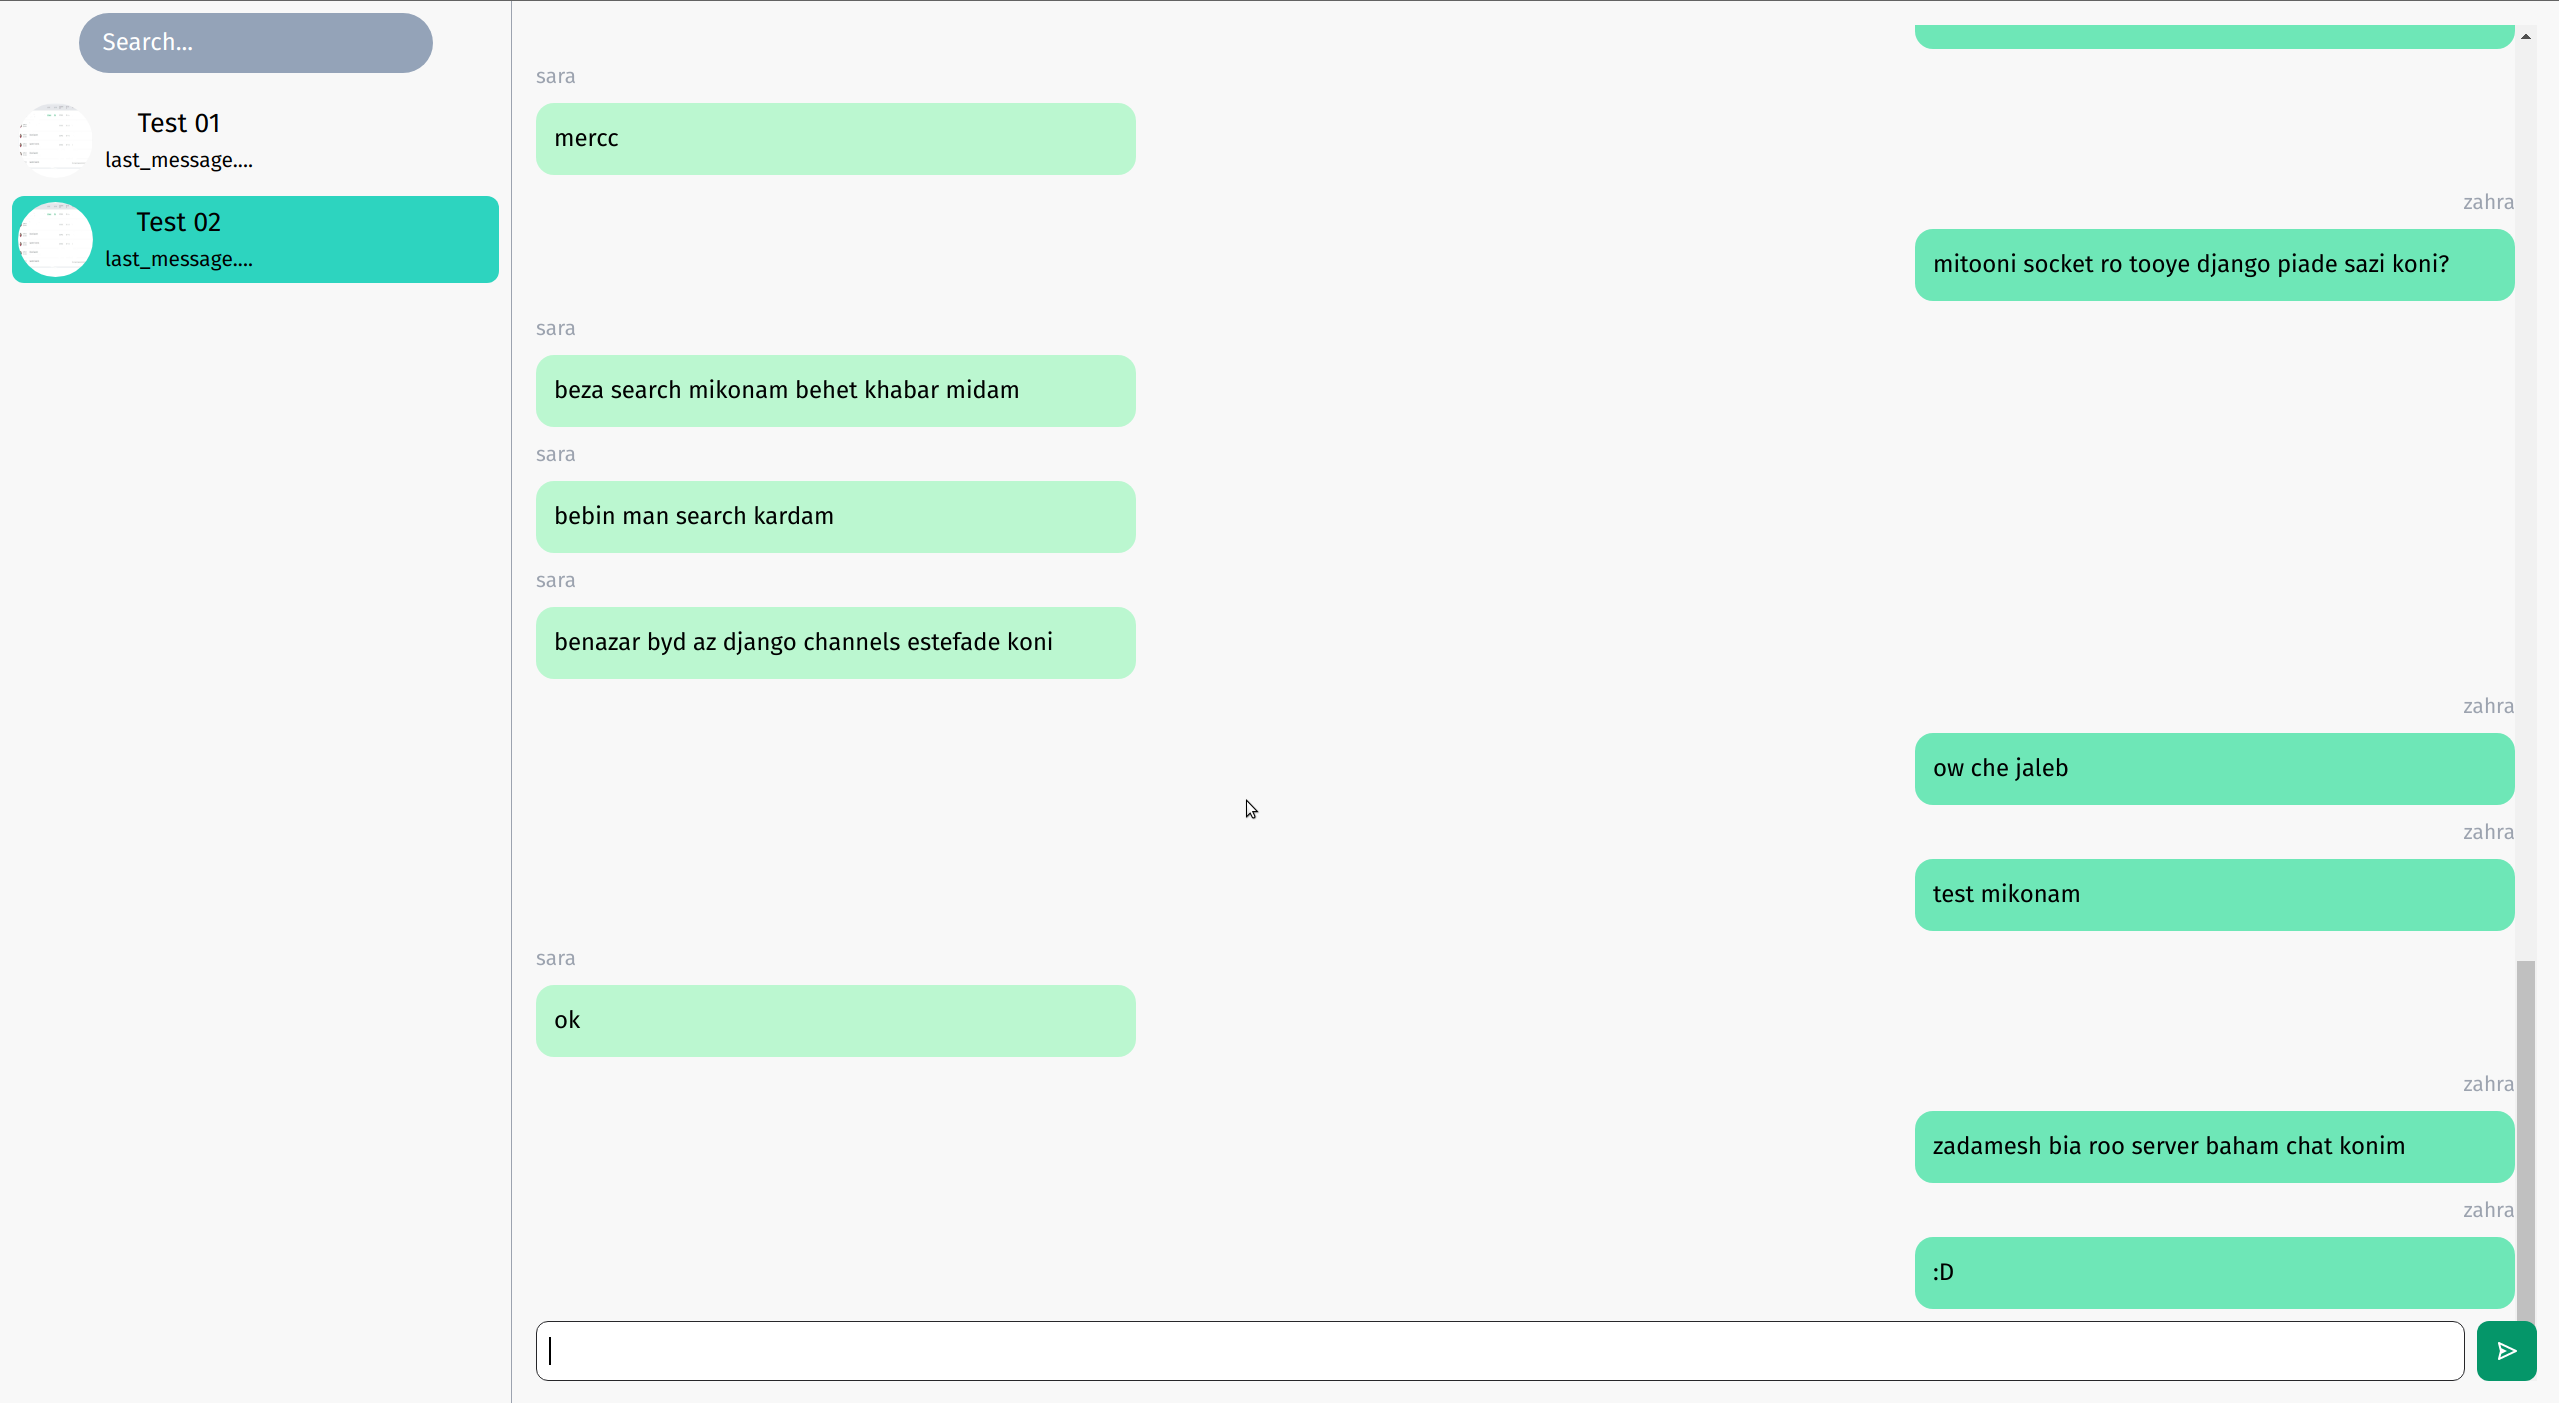 Search...
Test 01
last_message....
Test 02
last_message....
sara
mercc
zahra
mitooni socket ro tooye django piade sazi koni?
sara
beza search mikonam behet khabar midam
sara
bebin man search kardam
sara
benazar byd az django channels estefade koni
zahra
ow che jaleb
zahra
test mikonam
sara
ok
zahra
zadamesh bia roo server baham chat konim
zahra
:D